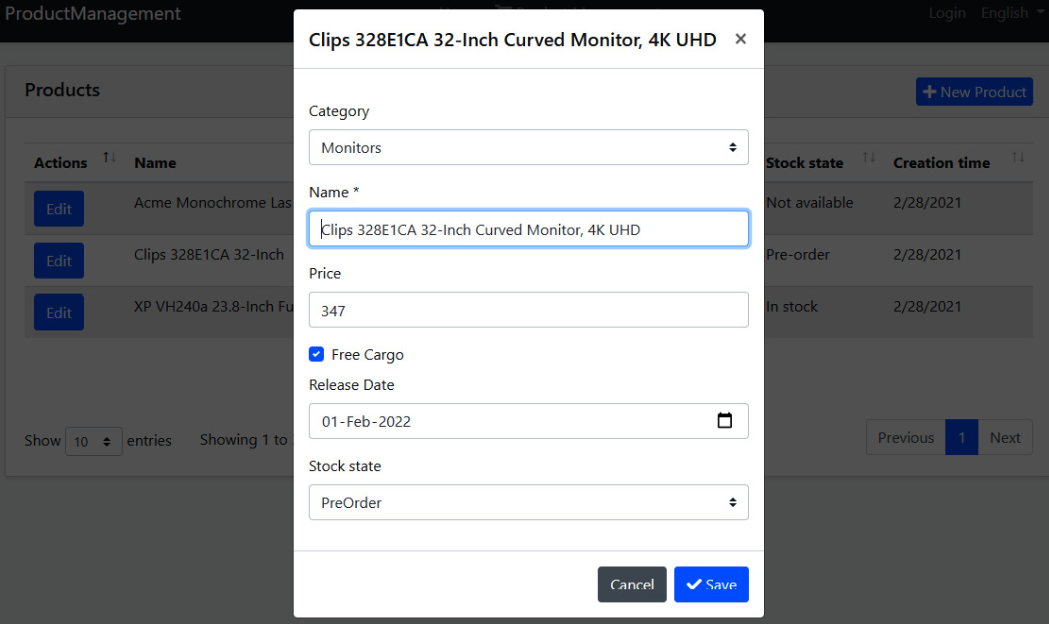 ProductManagement
Login English
Products
+ New Product
Actions Name Stock state Creation time
Edit Acme Monochrome Las Not available 2/28/2021
Edit Clips 328E1CA 32-Inch Pre-order 2/28/2021
Edit XP VH240a 23.8-Inch Fu In stock 2/28/2021
Show 10 entries Showing 1 to
Previous 1 Next
Clips 328E1CA 32-Inch Curved Monitor, 4K UHD ×
Category
Monitors
Name *
Clips 328E1CA 32-Inch Curved Monitor, 4K UHD
Price
347
Free Cargo
Release Date
01-Feb-2022
Stock state
PreOrder
Cancel Save